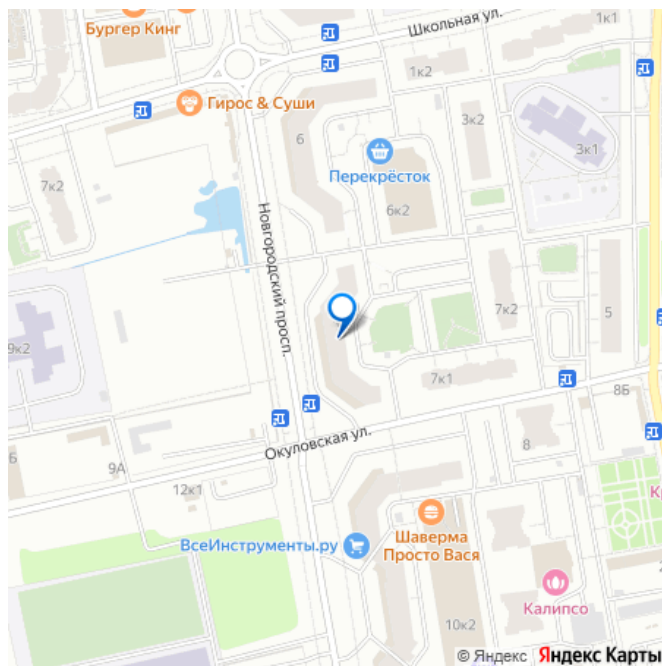 Бургер Кинг
Школьная ул.
1к1
1к2
Гирос & Суши
3к2
6
3к1
Перекрёсток
7к2
6к2
Новгородский просп.
7к2
5
9к2
7к1
8Б
Окуловская ул.
Б
9А
8
12к1
Шаверма
Просто Вася
ВсеИнструменты.ру
Калипсо
10к2
© Яндекс Яндекс Карты